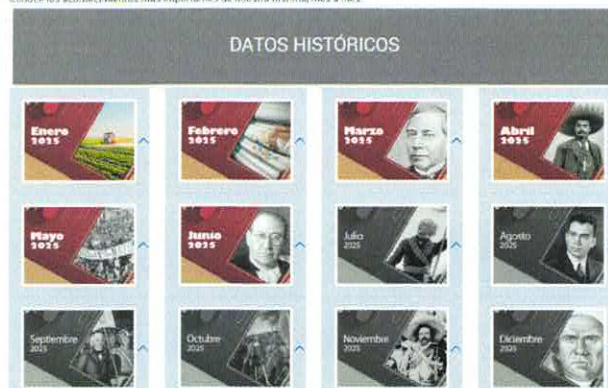 DATOS HISTÓRICOS
Enero
2025
Febrero
2025
Marzo
2025
Abril
2025
Mayo
2025
Junio
2025
Julio
2025
Agosto
2025
Septiembre
2025
Octubre
2025
Noviembre
2025
Diciembre
2025